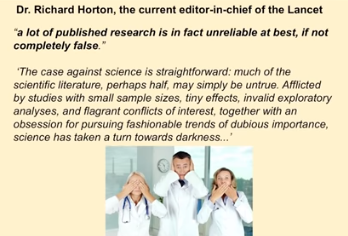 Dr. Richard Horton, the current editor-in-chief of the Lancet
“a lot of published research is in fact unreliable at best, if not
completely false.”
‘The case against science is straightforward: much of the
scientific literature, perhaps half, may simply be untrue. Afflicted
by studies with small sample sizes, tiny effects, invalid exploratory
analyses, and flagrant conflicts of interest, together with an
obsession for pursuing fashionable trends of dubious importance,
science has taken a turn towards darkness...’